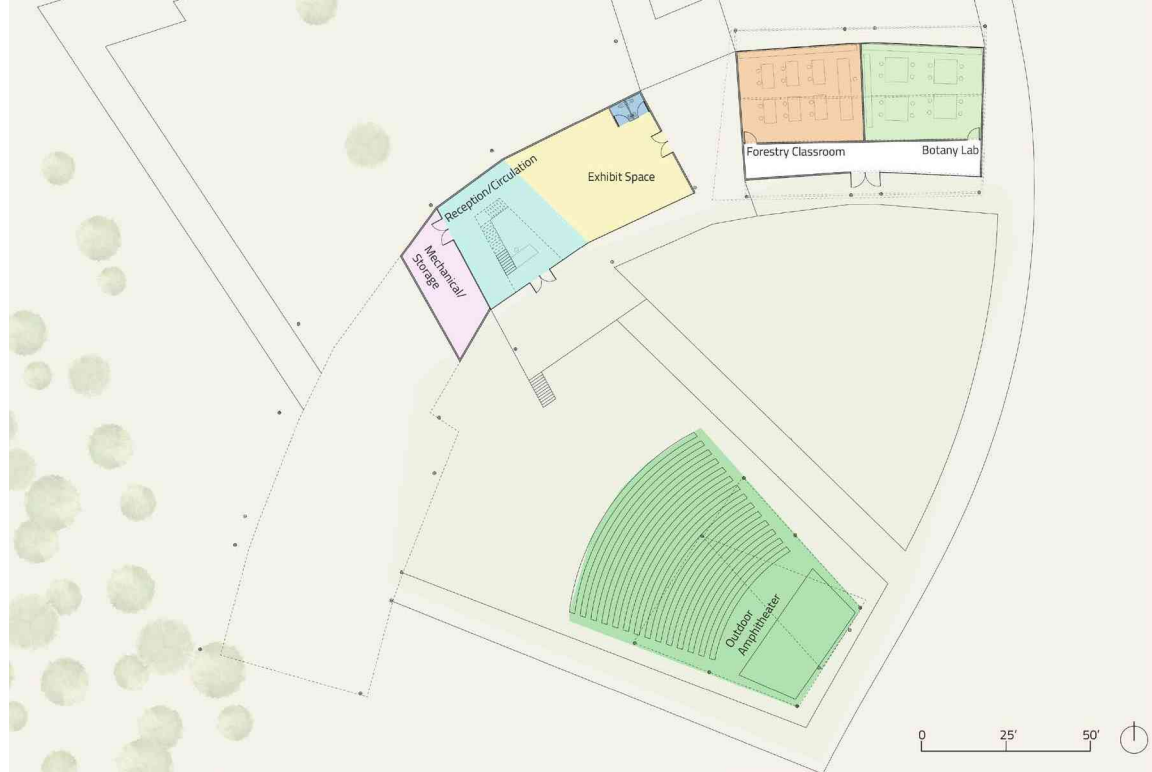 Forestry Classroom
Botany Lab
Reception/Circulation
Exhibit Space
Mechanical/
Storage
Outdoor
Amphitheater
0
25'
50'